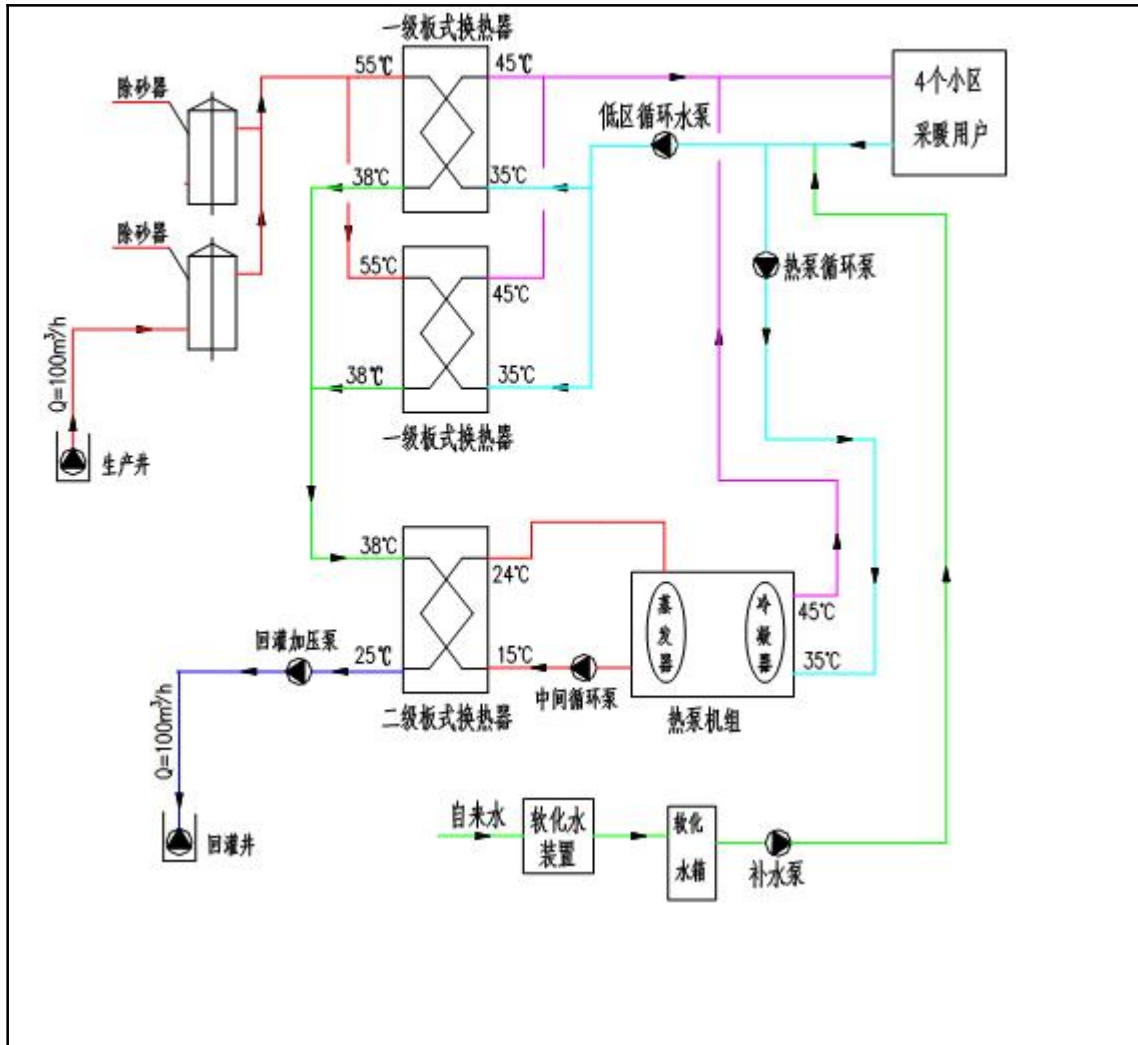 一级板式换热器
55℃
45℃
4个小区
采暖用户
除砂器
低区循环水泵
38℃
35℃
除砂器
55℃
45℃
热泵循环泵
Q=100m³/h
38℃
35℃
一级板式换热器
生产井
38℃
24℃
蒸发器
冷凝器
45℃
回灌加压泵
25℃
15℃
35℃
中间循环泵
二级板式换热器
热泵机组
Q=100m³/h
自来水
软化水
装置
软化
水箱
回灌井
补水泵